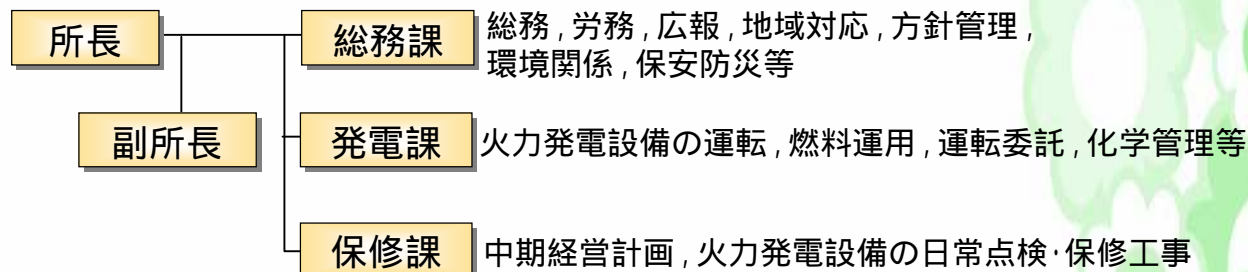 所長
総務課
総務,労務,広報,地域対応,方針管理,
環境関係,保安防災等
副所長
発電課
火力発電設備の運転,燃料運用,運転委託,化学管理等
保修課
中期経営計画,火力発電設備の日常点検・保修工事